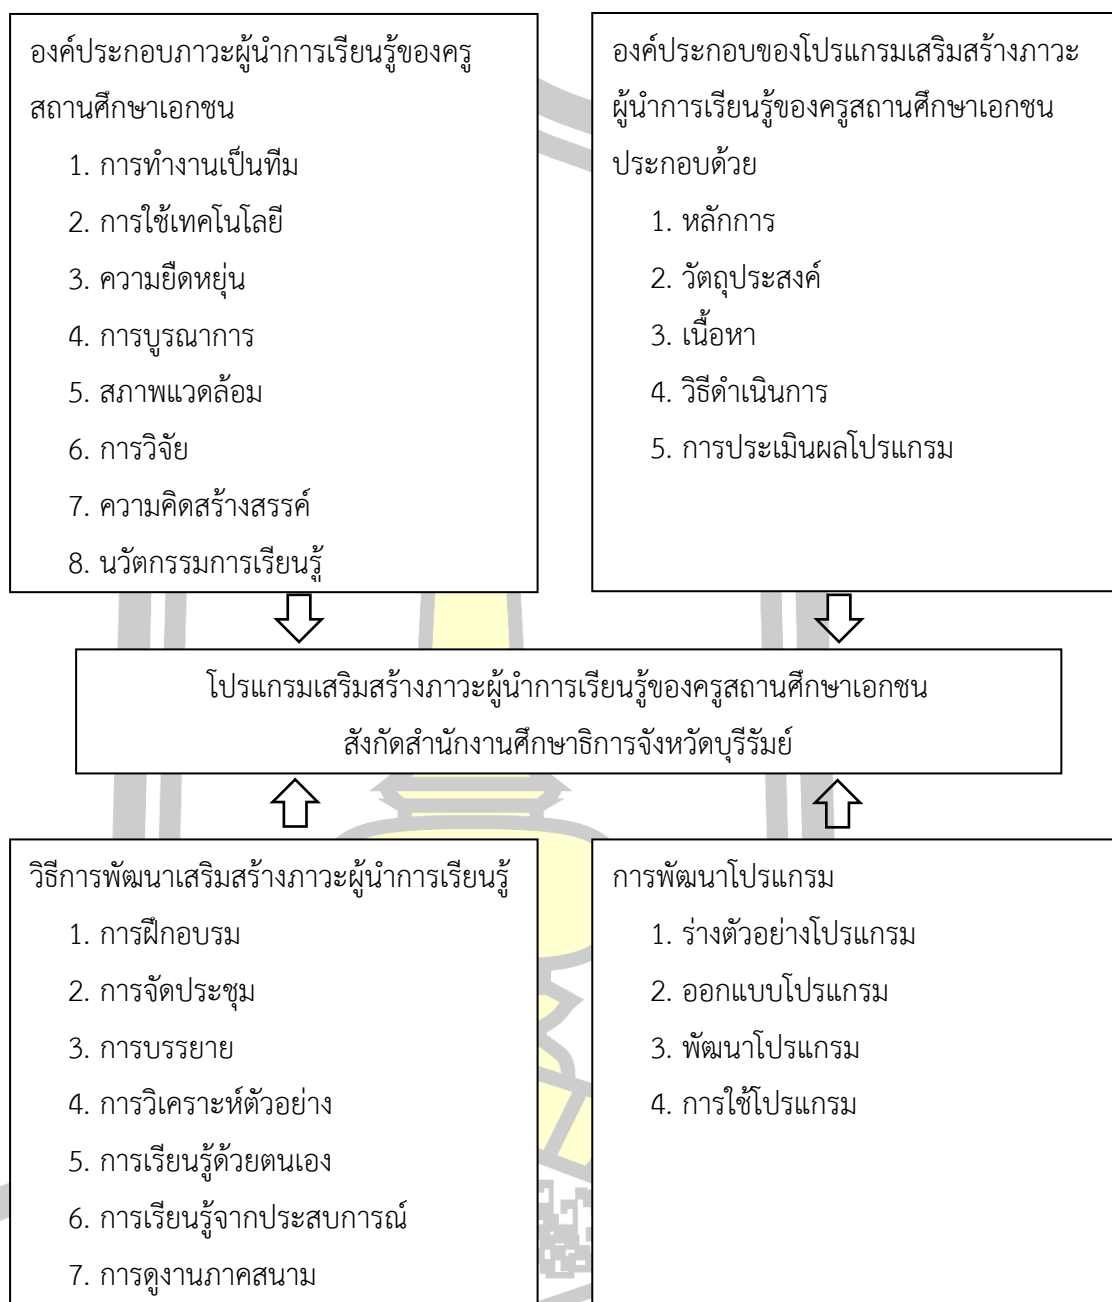 องค์ประกอบภาวะผู้นำการเรียนรู้ของครู
สถานศึกษาเอกชน
1. การทำงานเป็นทีม
2. การใช้เทคโนโลยี
3. ความยืดหยุ่น
4. การบูรณาการ
5. สภาพแวดล้อม
6. การวิจัย
7. ความคิดสร้างสรรค์
8. นวัตกรรมการเรียนรู้
องค์ประกอบของโปรแกรมเสริมสร้างภาวะ
ผู้นำการเรียนรู้ของครูสถานศึกษาเอกชน
ประกอบด้วย
1. หลักการ
2. วัตถุประสงค์
3. เนื้อหา
4. วิธีดำเนินการ
5. การประเมินผลโปรแกรม
โปรแกรมเสริมสร้างภาวะผู้นำการเรียนรู้ของครูสถานศึกษาเอกชน
สังกัดสำนักงานศึกษาธิการจังหวัดบุรีรัมย์
วิธีการพัฒนาเสริมสร้างภาวะผู้นำการเรียนรู้
1. การฝึกอบรม
2. การจัดประชุม
3. การบรรยาย
4. การวิเคราะห์ตัวอย่าง
5. การเรียนรู้ด้วยตนเอง
6. การเรียนรู้จากประสบการณ์
7. การดูงานภาคสนาม
การพัฒนาโปรแกรม
1. ร่างตัวอย่างโปรแกรม
2. ออกแบบโปรแกรม
3. พัฒนาโปรแกรม
4. การใช้โปรแกรม